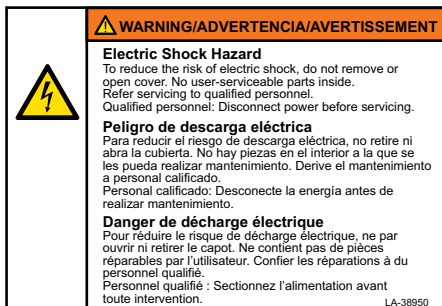 WARNING/ADVERTENCIA/AVERTISSEMENT
Electric Shock Hazard
To reduce the risk of electric shock, do not remove or
open cover. No user-serviceable parts inside.
Refer servicing to qualified personnel.
Qualified personnel: Disconnect power before servicing.
Peligro de descarga eléctrica
Para reducir el riesgo de descarga eléctrica, no retire ni
abra la cubierta. No hay piezas en el interior a la que se
les pueda realizar mantenimiento. Derive el mantenimiento
a personal calificado.
Personal calificado: Desconecte la energía antes de
realizar mantenimiento.
Danger de décharge électrique
Pour réduire le risque de décharge électrique, ne par
ouvrir ni retirer le capot. Ne contient pas de pièces
réparables par l'utilisateur. Confier les réparations à du
personnel qualifié.
Personnel qualifié : Sectionnez l'alimentation avant
toute intervention.
LA-38950